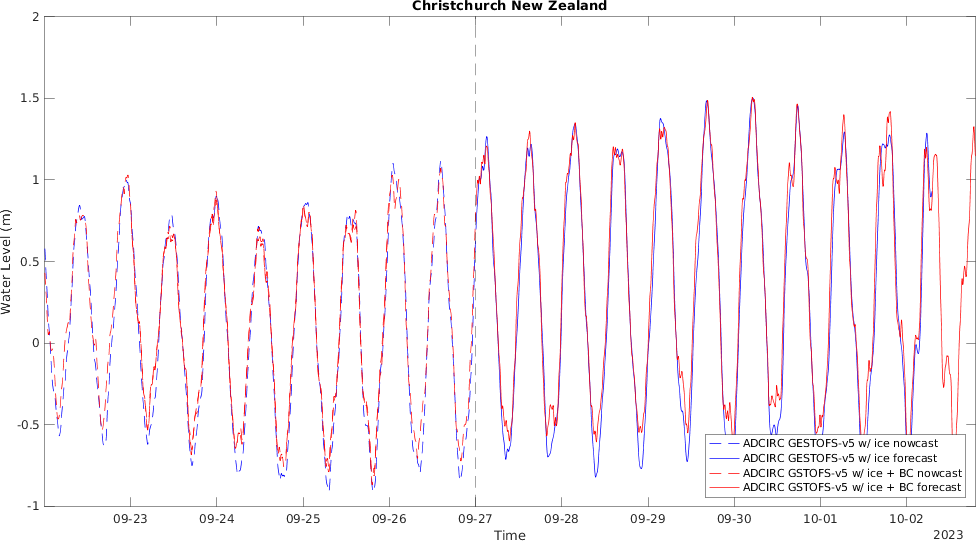 Christchurch New Zealand
2
1.5
1
0.5
0
-0.5
-1
Water Level (m)
09-23 09-24 09-25 09-26 09-27 09-28 09-29 09-30 10-01 10-02
Time
2023
ADCIRC GESTOFS-v5 w/ ice nowcast
ADCIRC GESTOFS-v5 w/ ice forecast
ADCIRC GSTOFS-v5 w/ ice + BC nowcast
ADCIRC GSTOFS-v5 w/ ice + BC forecast